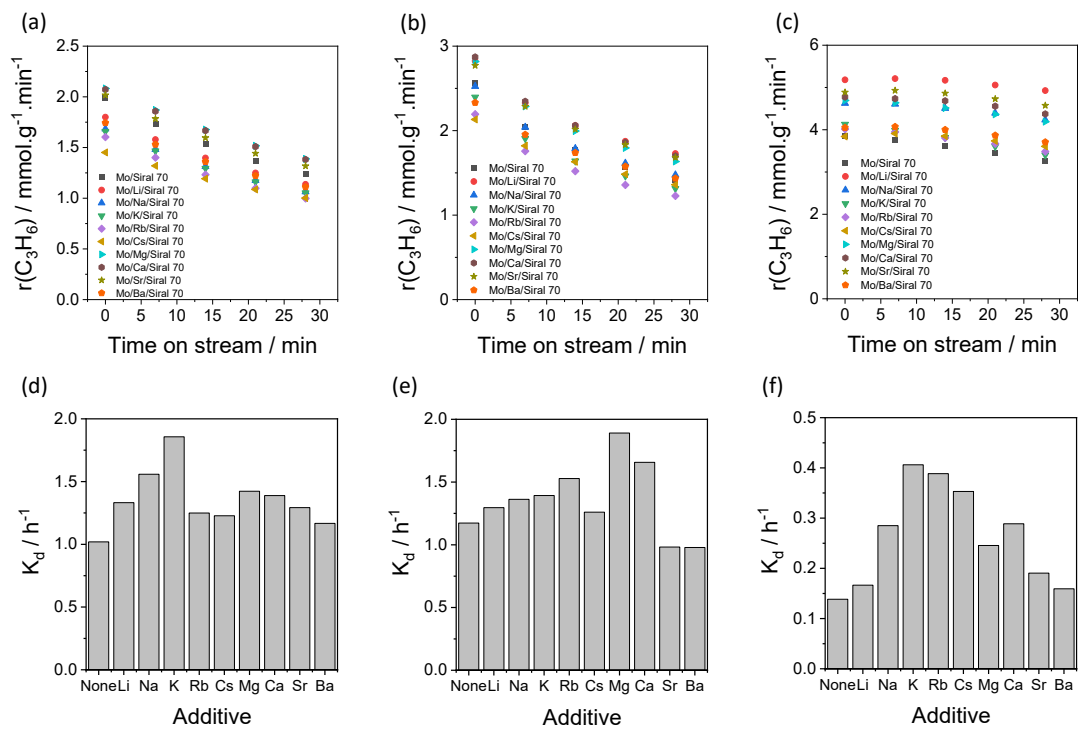 (a)
r(C₃H₆) / mmol.g⁻¹.min⁻¹
2.5
2.0
1.5
1.0
0.5
0.0
Mo/Siral 70
Mo/Li/Siral 70
Mo/Na/Siral 70
Mo/K/Siral 70
Mo/Rb/Siral 70
Mo/Cs/Siral 70
Mo/Mg/Siral 70
Mo/Ca/Siral 70
Mo/Sr/Siral 70
Mo/Ba/Siral 70
0 5 10 15 20 25 30
Time on stream / min
(b)
r(C₃H₆) / mmol.g⁻¹.min⁻¹
3
2
1
0
Mo/Siral 70
Mo/Li/Siral 70
Mo/Na/Siral 70
Mo/K/Siral 70
Mo/Rb/Siral 70
Mo/Cs/Siral 70
Mo/Mg/Siral 70
Mo/Ca/Siral 70
Mo/Sr/Siral 70
Mo/Ba/Siral 70
0 5 10 15 20 25 30
Time on stream / min
(c)
r(C₃H₆) / mmol.g⁻¹.min⁻¹
6
4
2
0
Mo/Siral 70
Mo/Li/Siral 70
Mo/Na/Siral 70
Mo/K/Siral 70
Mo/Rb/Siral 70
Mo/Cs/Siral 70
Mo/Mg/Siral 70
Mo/Ca/Siral 70
Mo/Sr/Siral 70
Mo/Ba/Siral 70
0 5 10 15 20 25 30
Time on stream / min
(d)
K_d / h⁻¹
2.0
1.5
1.0
0.5
0.0
None Li Na K Rb Cs Mg Ca Sr Ba
Additive
(e)
K_d / h⁻¹
2.0
1.5
1.0
0.5
0.0
None Li Na K Rb Cs Mg Ca Sr Ba
Additive
(f)
K_d / h⁻¹
0.5
0.4
0.3
0.2
0.1
0.0
None Li Na K Rb Cs Mg Ca Sr Ba
Additive